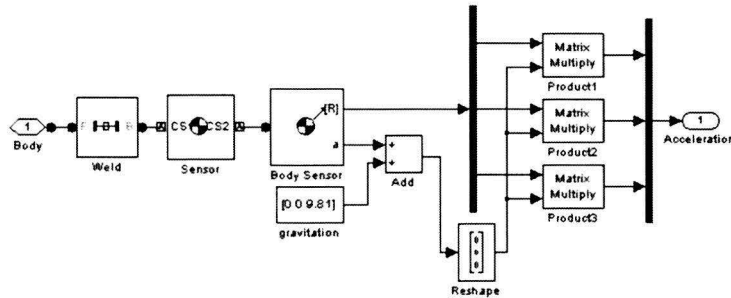 1
Body
F
B
Weld
CS
CS2
Sensor
[R]
a
Body Sensor
[0 0 9.81]
gravitation
+
+
Add
Reshape
Matrix
Multiply
Product1
Matrix
Multiply
Product2
Matrix
Multiply
Product3
1
Acceleration